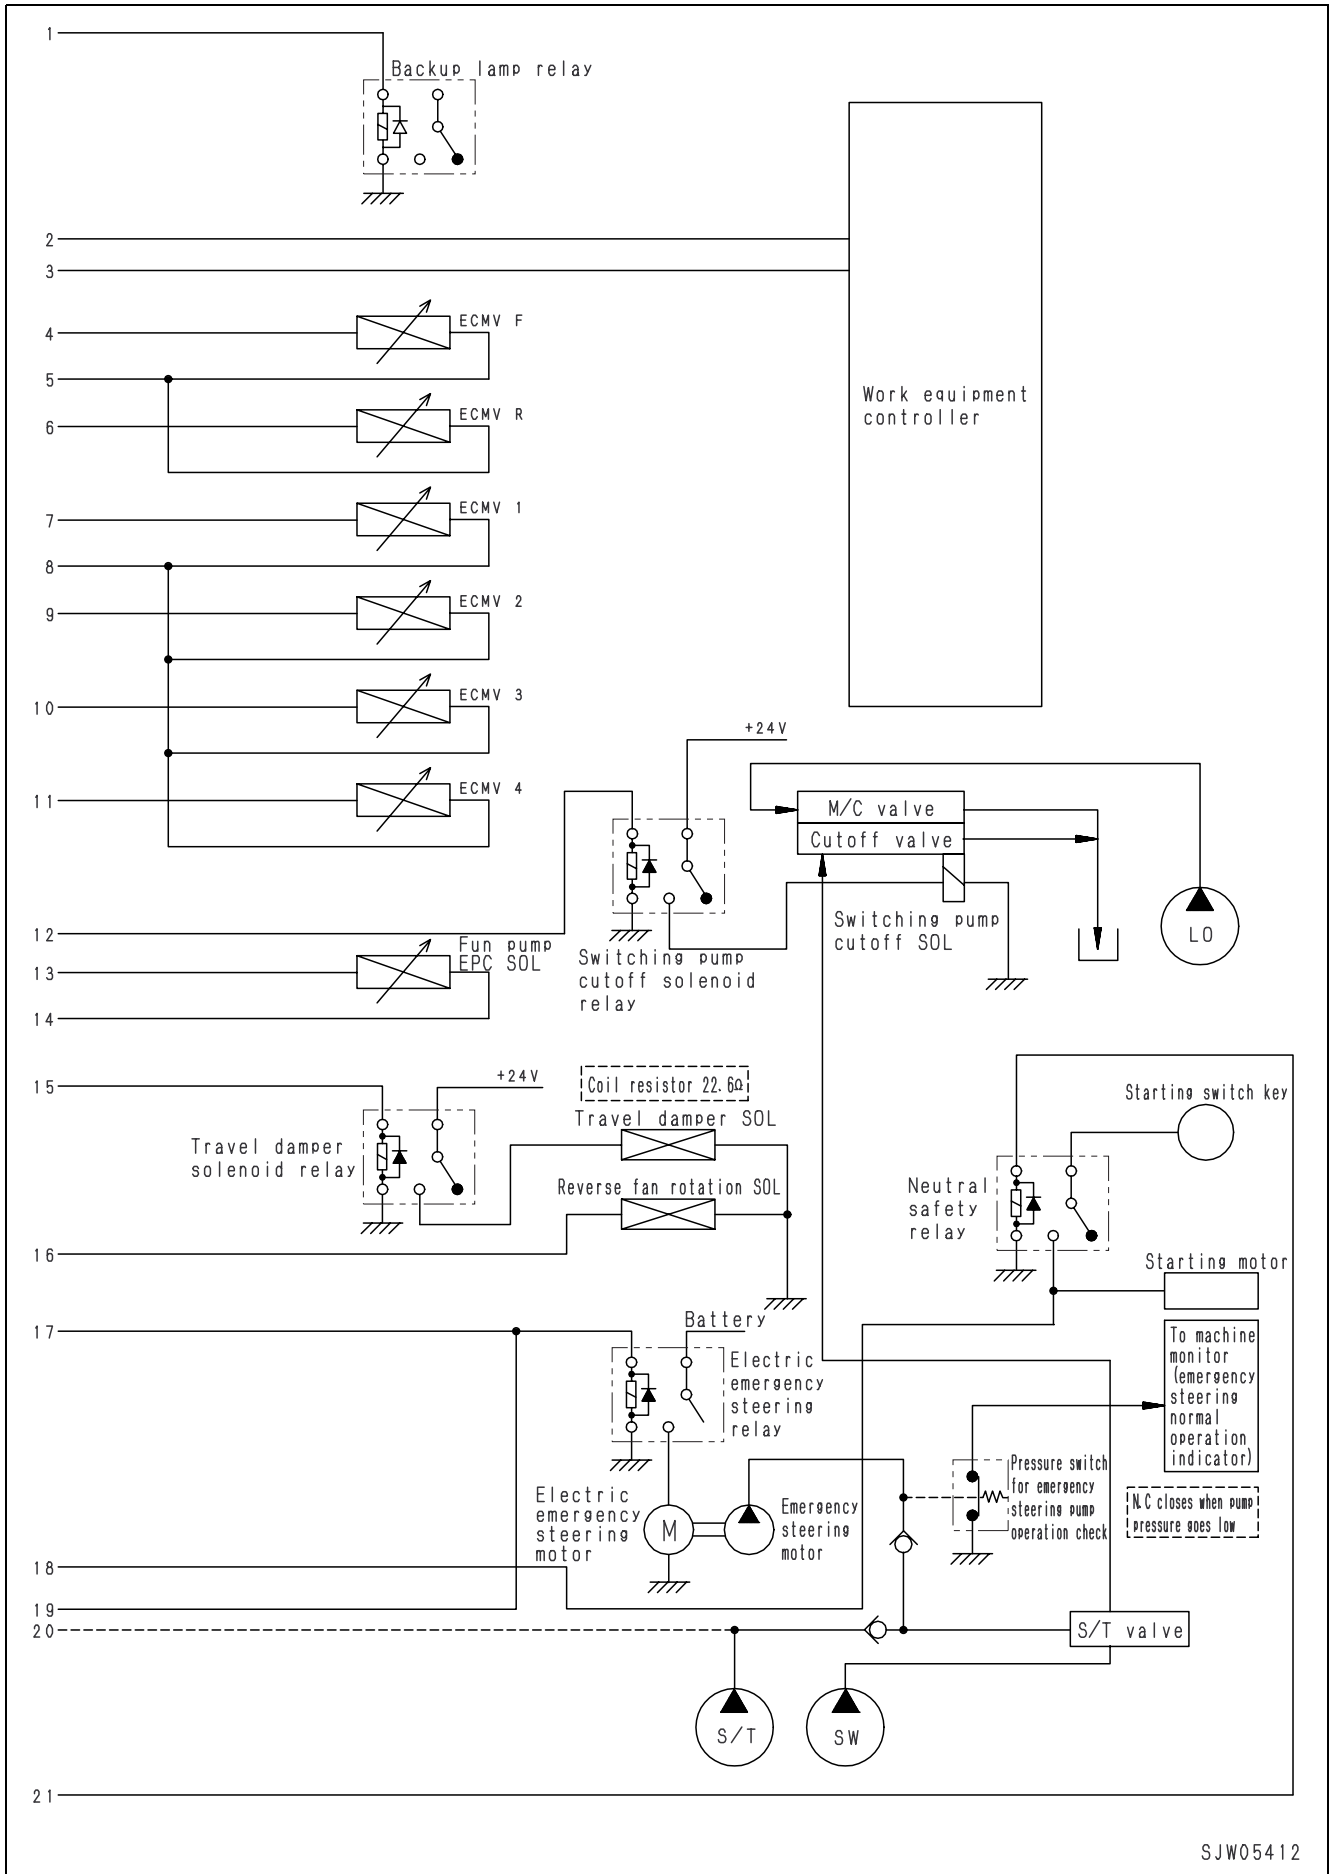 1
Backup lamp relay
2
3
4
ECMV F
5
6
ECMV R
7
ECMV 1
8
9
ECMV 2
10
ECMV 3
11
ECMV 4
Work equipment
controller
+24V
M/C valve
Cutoff valve
Switching pump
cutoff SOL
LO
12
13
14
Fun pump
EPC SOL
Switching pump
cutoff solenoid
relay
15
+24V
Coil resistor 22.6Ω
Travel damper SOL
Travel damper
solenoid relay
Reverse fan rotation SOL
16
Starting switch key
Neutral
safety
relay
Starting motor
17
Battery
Electric
emergency
steering
relay
To machine
monitor
(emergency
steering
normal
operation
indicator)
Pressure switch
for emergency
steering pump
operation check
N.C closes when pump
pressure goes low
Electric
emergency
steering
motor
M
Emergency
steering
motor
18
19
20
S/T valve
S/T
SW
21
SJW05412